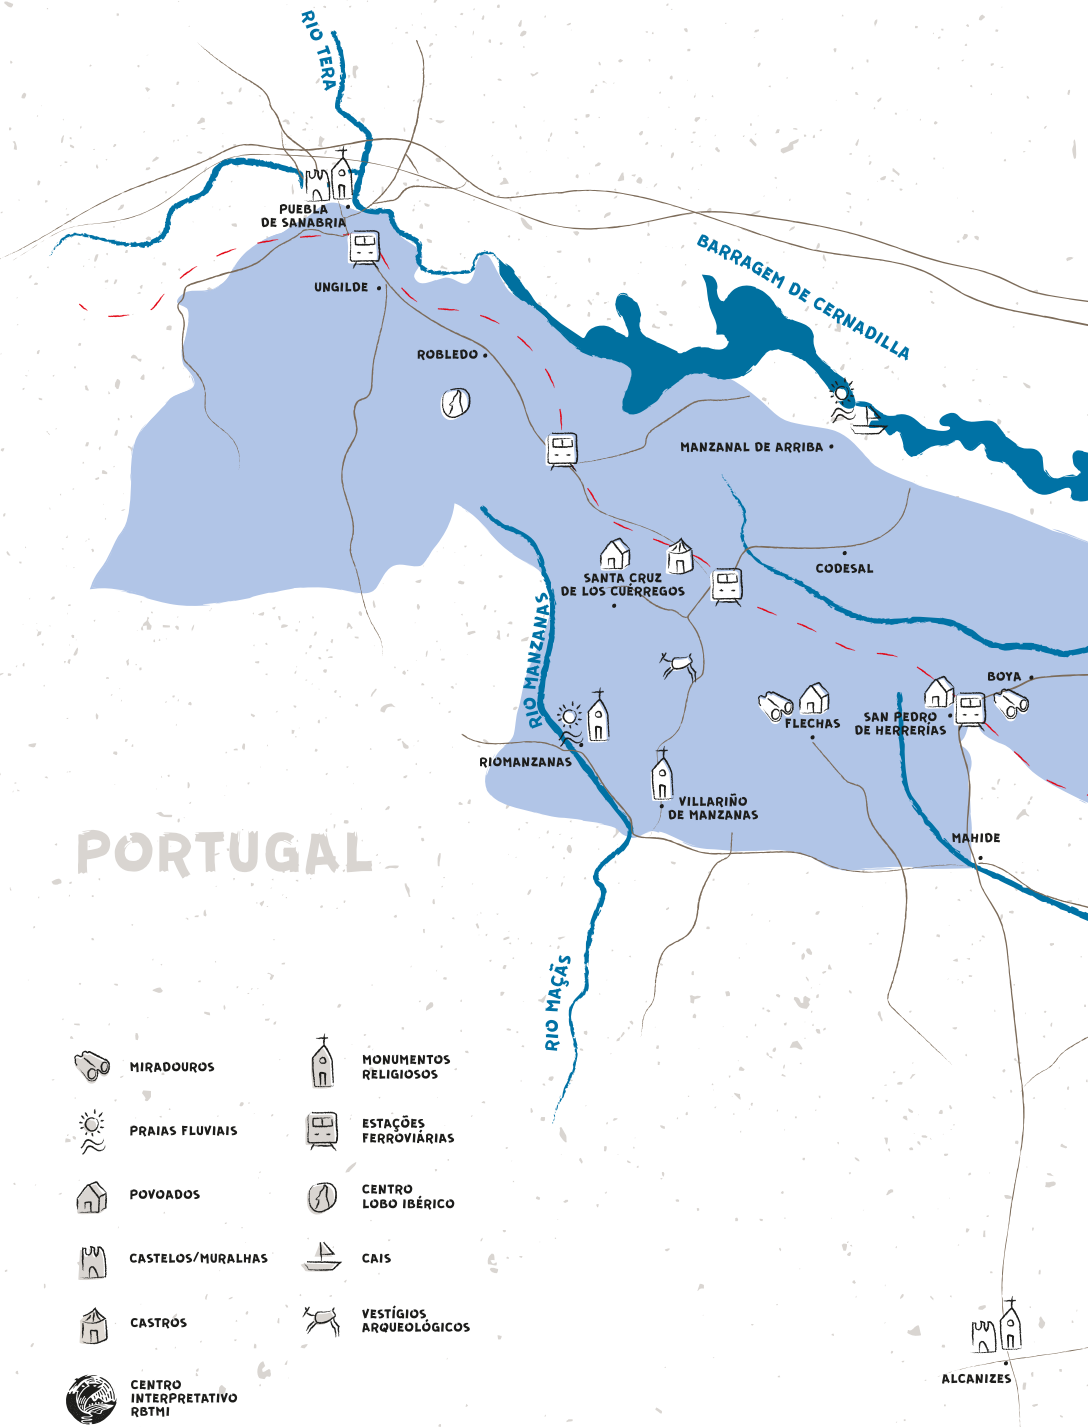 RIO TERA
PUEBLA
DE SANABRIA
UNGILDE
BARRAGEM DE CERNADILLA
ROBLEDO
MANZANAL DE ARRIBA
CODESAL
SANTA CRUZ
DE LOS CUÉRREGOS
RIO MANZANAS
BOYA
FLECHAS
SAN PEDRO
DE HERRERÍAS
RIOMANZANAS
VILLARIÑO
DE MANZANAS
MAHIDE
PORTUGAL
RIO MAÇÃS
MIRADOUROS
PRAIAS FLUVIAIS
POVOADOS
CASTELOS/MURALHAS
CASTROS
CENTRO
INTERPRETATIVO
RBTMI
MONUMENTOS
RELIGIOSOS
ESTAÇÕES
FERROVIÁRIAS
CENTRO
LOBO IBÉRICO
CAIS
VESTÍGIOS
ARQUEOLÓGICOS
ALCANIZES